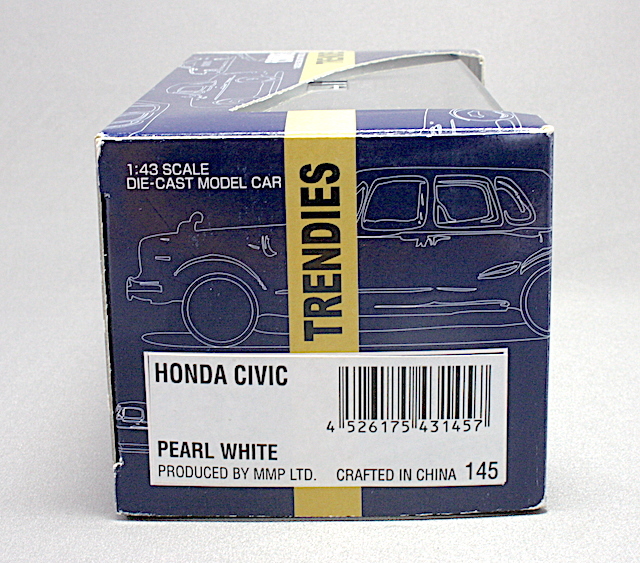 1:43 SCALE
DIE-CAST MODEL CAR
TRENDIES
HONDA CIVIC
4 526175 431457
PEARL WHITE
PRODUCED BY MMP LTD. CRAFTED IN CHINA 145